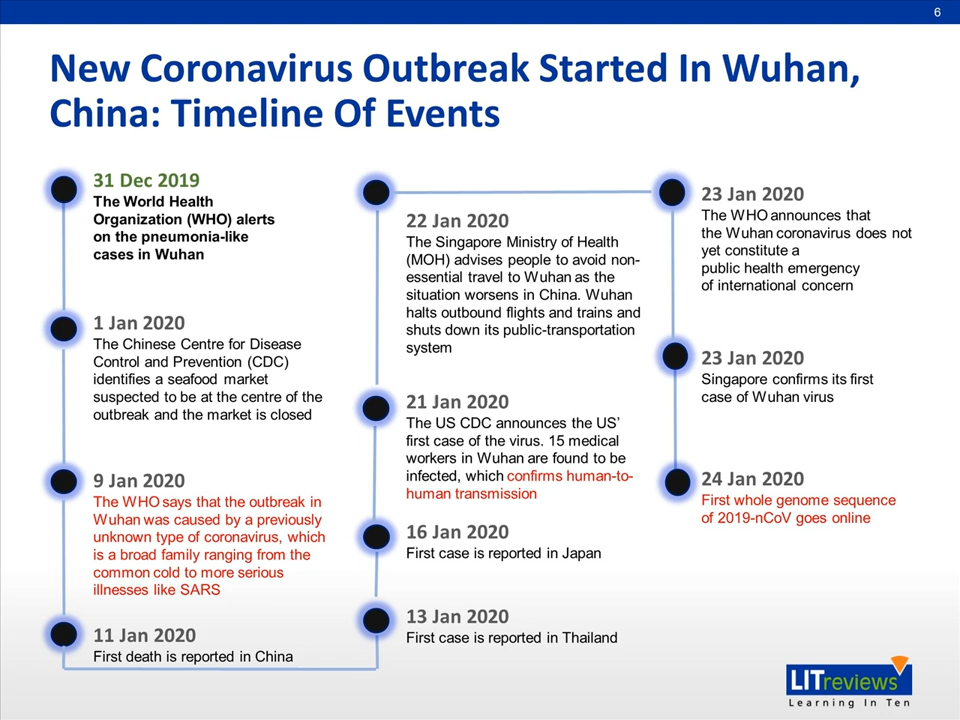 6
New Coronavirus Outbreak Started In Wuhan,
China: Timeline Of Events
31 Dec 2019
The World Health
Organization (WHO) alerts
on the pneumonia-like
cases in Wuhan
1 Jan 2020
The Chinese Centre for Disease
Control and Prevention (CDC)
identifies a seafood market
suspected to be at the centre of the
outbreak and the market is closed
9 Jan 2020
The WHO says that the outbreak in
Wuhan was caused by a previously
unknown type of coronavirus, which
is a broad family ranging from the
common cold to more serious
illnesses like SARS
11 Jan 2020
First death is reported in China
22 Jan 2020
The Singapore Ministry of Health
(MOH) advises people to avoid non-
essential travel to Wuhan as the
situation worsens in China. Wuhan
halts outbound flights and trains and
shuts down its public-transportation
system
21 Jan 2020
The US CDC announces the US'
first case of the virus. 15 medical
workers in Wuhan are found to be
infected, which confirms human-to-
human transmission
16 Jan 2020
First case is reported in Japan
13 Jan 2020
First case is reported in Thailand
23 Jan 2020
The WHO announces that
the Wuhan coronavirus does not
yet constitute a
public health emergency
of international concern
23 Jan 2020
Singapore confirms its first
case of Wuhan virus
24 Jan 2020
First whole genome sequence
of 2019-nCoV goes online
LITreviews
Learning In Ten